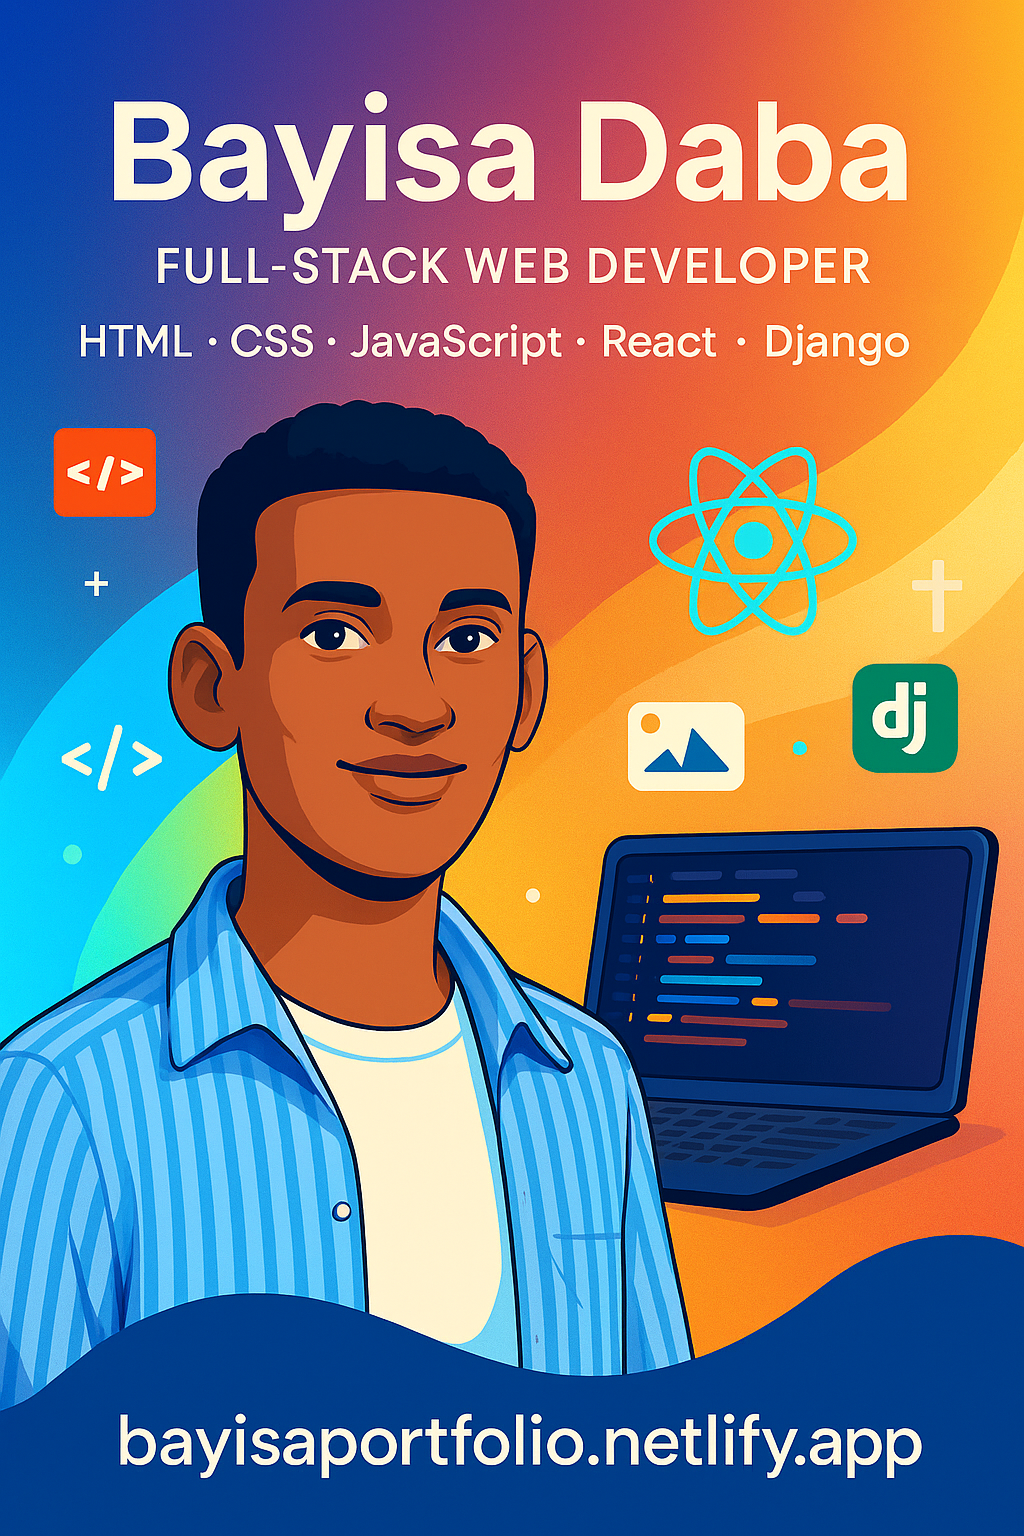 Bayisa Daba
FULL-STACK WEB DEVELOPER
HTML · CSS · JavaScript · React · Django
</>
</>
dj
bayisaportfolio.netlify.app